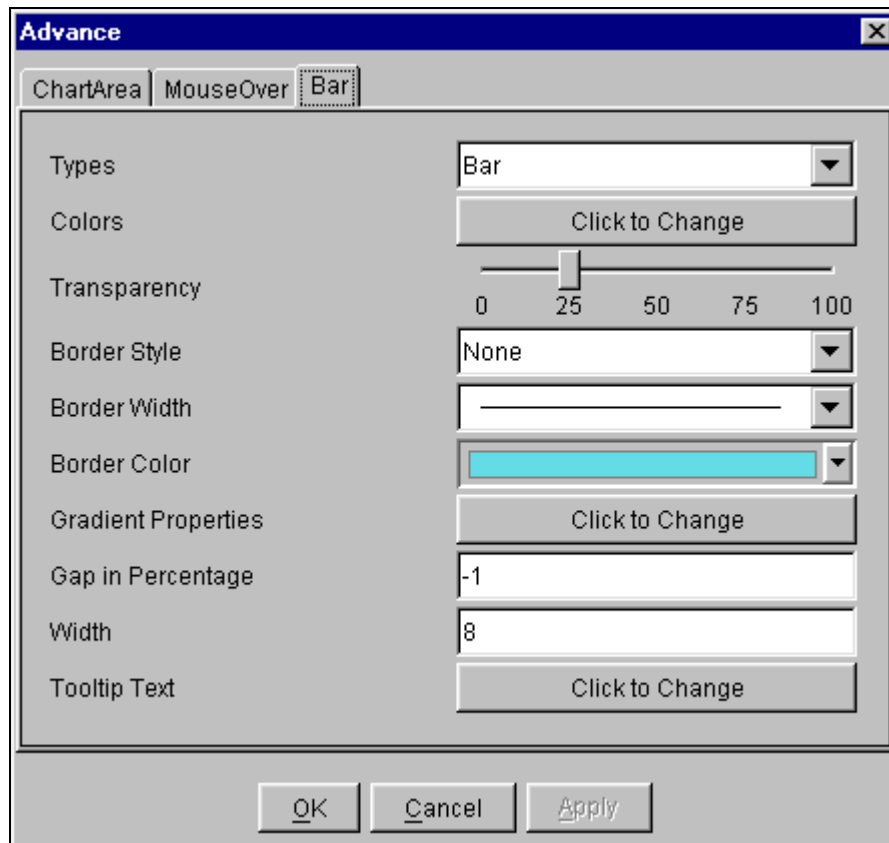 Advance
ChartArea MouseOver Bar
Types Bar
Colors Click to Change
Transparency
0 25 50 75 100
Border Style None
Border Width
Border Color
Gradient Properties Click to Change
Gap in Percentage -1
Width 8
Tooltip Text Click to Change
OK Cancel Apply